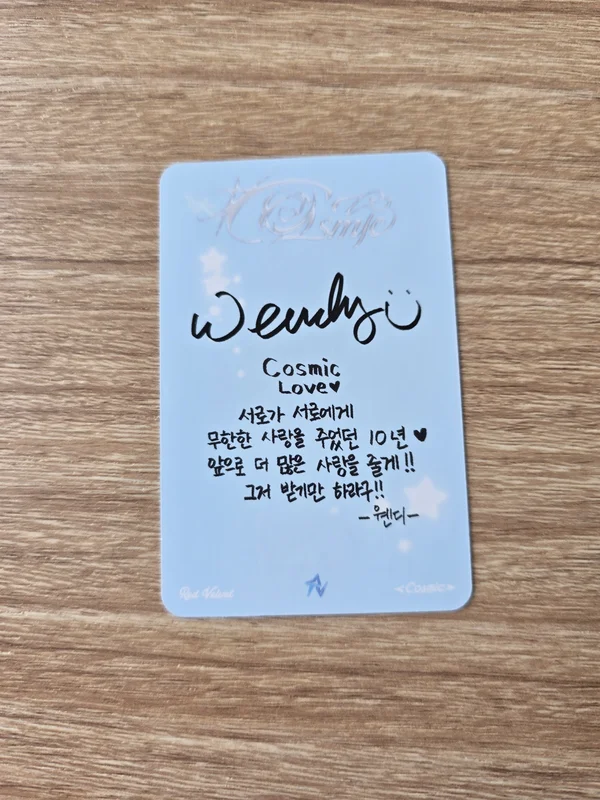 Cosmic
Wendy
Cosmic
Love♥
서로가 서로에게
무한한 사랑을 주었던 10년♥
앞으로 더 많은 사랑을 줄게!!
그저 받기만 하라구!!
-웬디-
Red Velvet
<Cosmic>